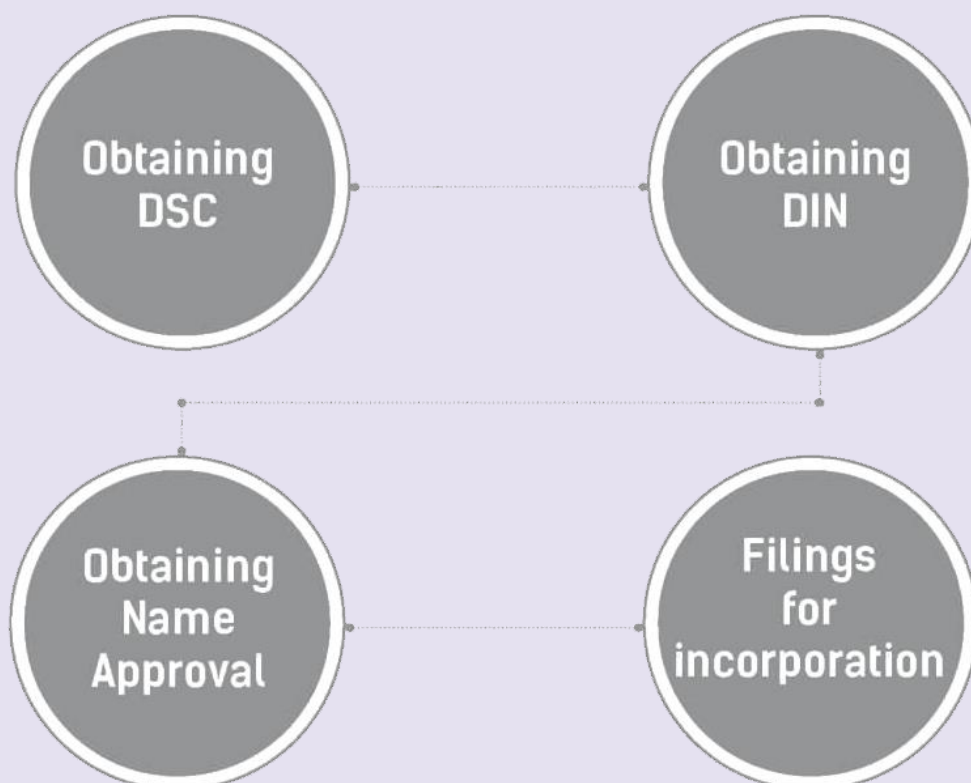 Obtaining
DSC
Obtaining
DIN
Obtaining
Name
Approval
Filings
for
incorporation